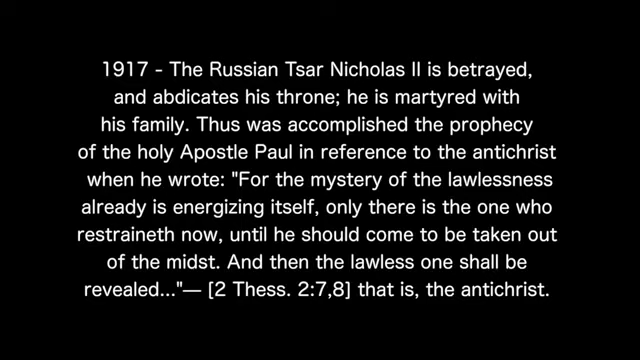 1917 - The Russian Tsar Nicholas II is betrayed,
and abdicates his throne; he is martyred with
his family. Thus was accomplished the prophecy
of the holy Apostle Paul in reference to the antichrist
when he wrote: "For the mystery of the lawlessness
already is energizing itself, only there is the one who
restraineth now, until he should come to be taken out
of the midst. And then the lawless one shall be
revealed..."— [2 Thess. 2:7,8] that is, the antichrist.